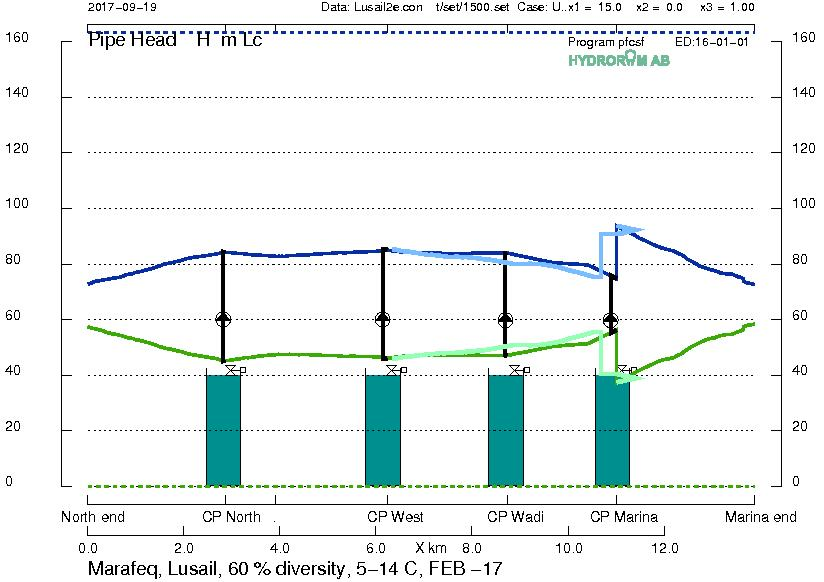 2017-09-19 Data: Lusail2e.con t/set/1500.set Case: U..x1 = 15.0 x2 = 0.0 x3 = 1.00
Pipe Head H m Lc
Program pfcsf ED:16-01-01
HYDRORWM AB
160 160
140 140
120 120
100 100
80 80
60 60
40 40
20 20
0 0
North end CP North . CP West CP Wadi CP Marina Marina end
0.0 2.0 4.0 6.0 X km 8.0 10.0 12.0
Marafeq, Lusail, 60 % diversity, 5-14 C, FEB -17